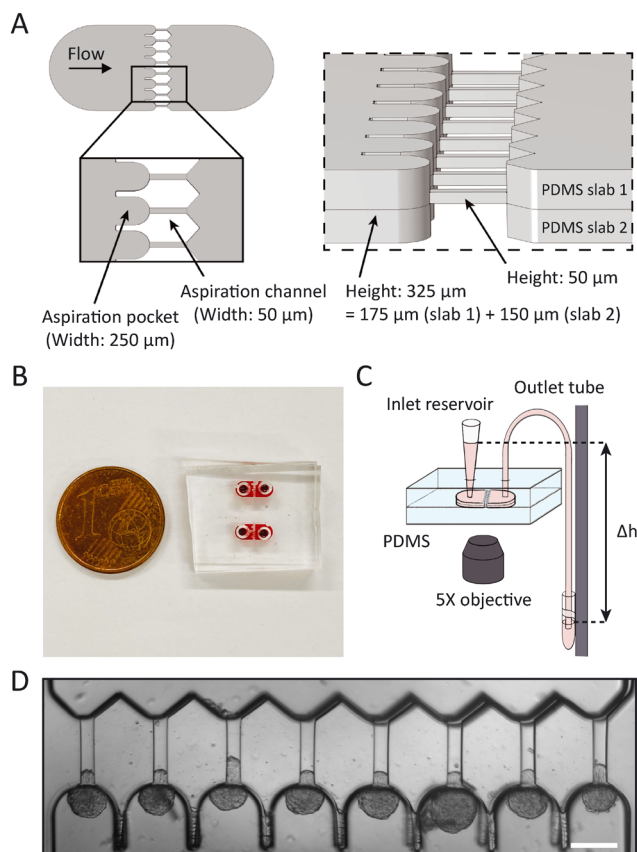 A
Flow
PDMS slab 1
PDMS slab 2
Aspiration channel
(Width: 50 μm)
Aspiration pocket
(Width: 250 μm)
Height: 50 μm
Height: 325 μm
= 175 μm (slab 1) + 150 μm (slab 2)
B
1
C
Outlet tube
Inlet reservoir
PDMS
5X objective
Δh
D